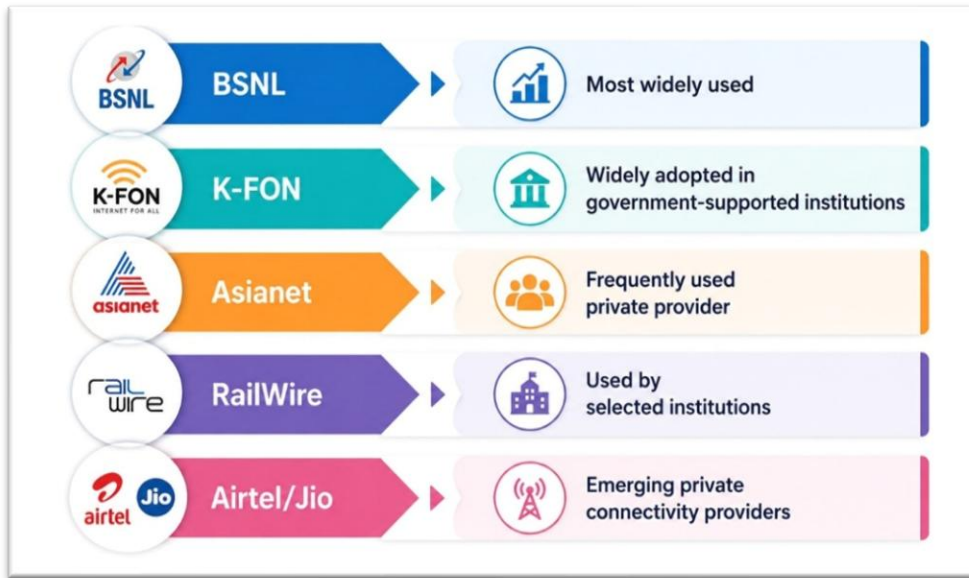 BSNL
BSNL
Most widely used
K-FON
INTERNET FOR ALL
K-FON
Widely adopted in
government-supported institutions
asianet
Asianet
Frequently used
private provider
raiL
wire
RailWire
Used by
selected institutions
airtel
Jio
Airtel/Jio
Emerging private
connectivity providers